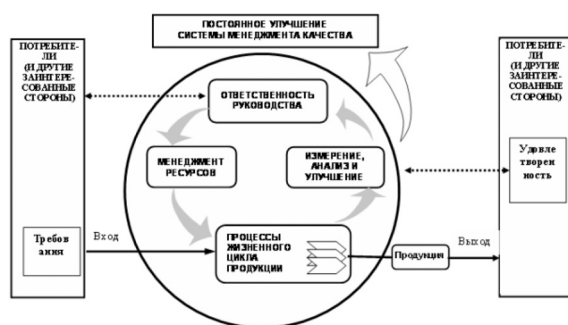 ПОСТОЯННОЕ УЛУЧШЕНИЕ
СИСТЕМЫ МЕНЕДЖМЕНТА КАЧЕСТВА
ПОТРЕБИТЕ-
ЛИ
(И ДРУГИЕ
ЗАИНТЕРЕ-
СОВАННЫЕ
СТОРОНЫ)
ОТВЕТСТВЕННОСТЬ
РУКОВОДСТВА
МЕНЕДЖМЕНТ
РЕСУРСОВ
ИЗМЕРЕНИЕ,
АНАЛИЗ И
УЛУЧШЕНИЕ
ПОТРЕБИТЕ-
ЛИ
(И ДРУГИЕ
ЗАИНТЕРЕ-
СОВАННЫЕ
СТОРОНЫ)
Удовле
творен
ность
Требов
ания
Вход
ПРОЦЕССЫ
ЖИЗНЕННОГО
ЦИКЛА
ПРОДУКЦИИ
Продукция
Выход